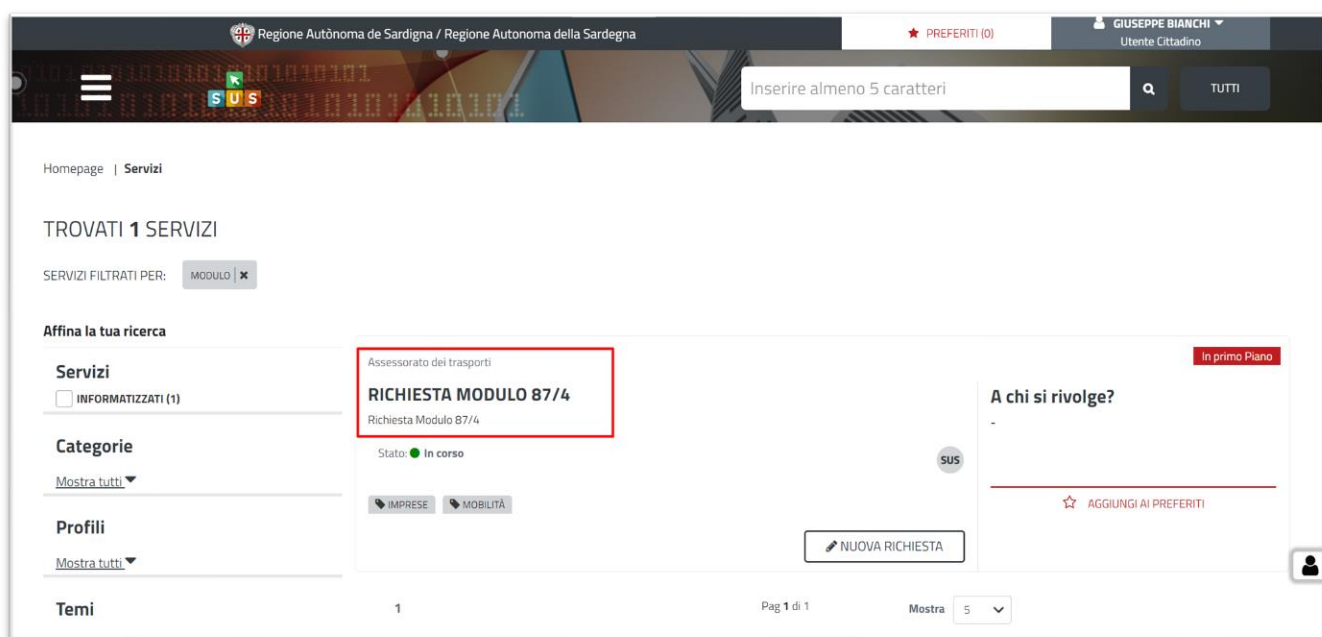 Regione Autònoma de Sardigna / Regione Autonoma della Sardegna
PREFERITI (0)
GIUSEPPE BIANCHI
Utente Cittadino
SUS
Inserire almeno 5 caratteri
TUTTI
Homepage | Servizi
TROVATI 1 SERVIZI
SERVIZI FILTRATI PER: MODULO
Affina la tua ricerca
Servizi
INFORMATIZZATI (1)
Categorie
Mostra tutti
Profili
Mostra tutti
Temi
Assessorato dei trasporti
RICHIESTA MODULO 87/4
Richiesta Modulo 87/4
Stato: In corso
SUS
IMPRESE MOBILITÀ
NUOVA RICHIESTA
In primo Piano
A chi si rivolge?
-
AGGIUNGI AI PREFERITI
1 Pag 1 di 1 Mostra 5